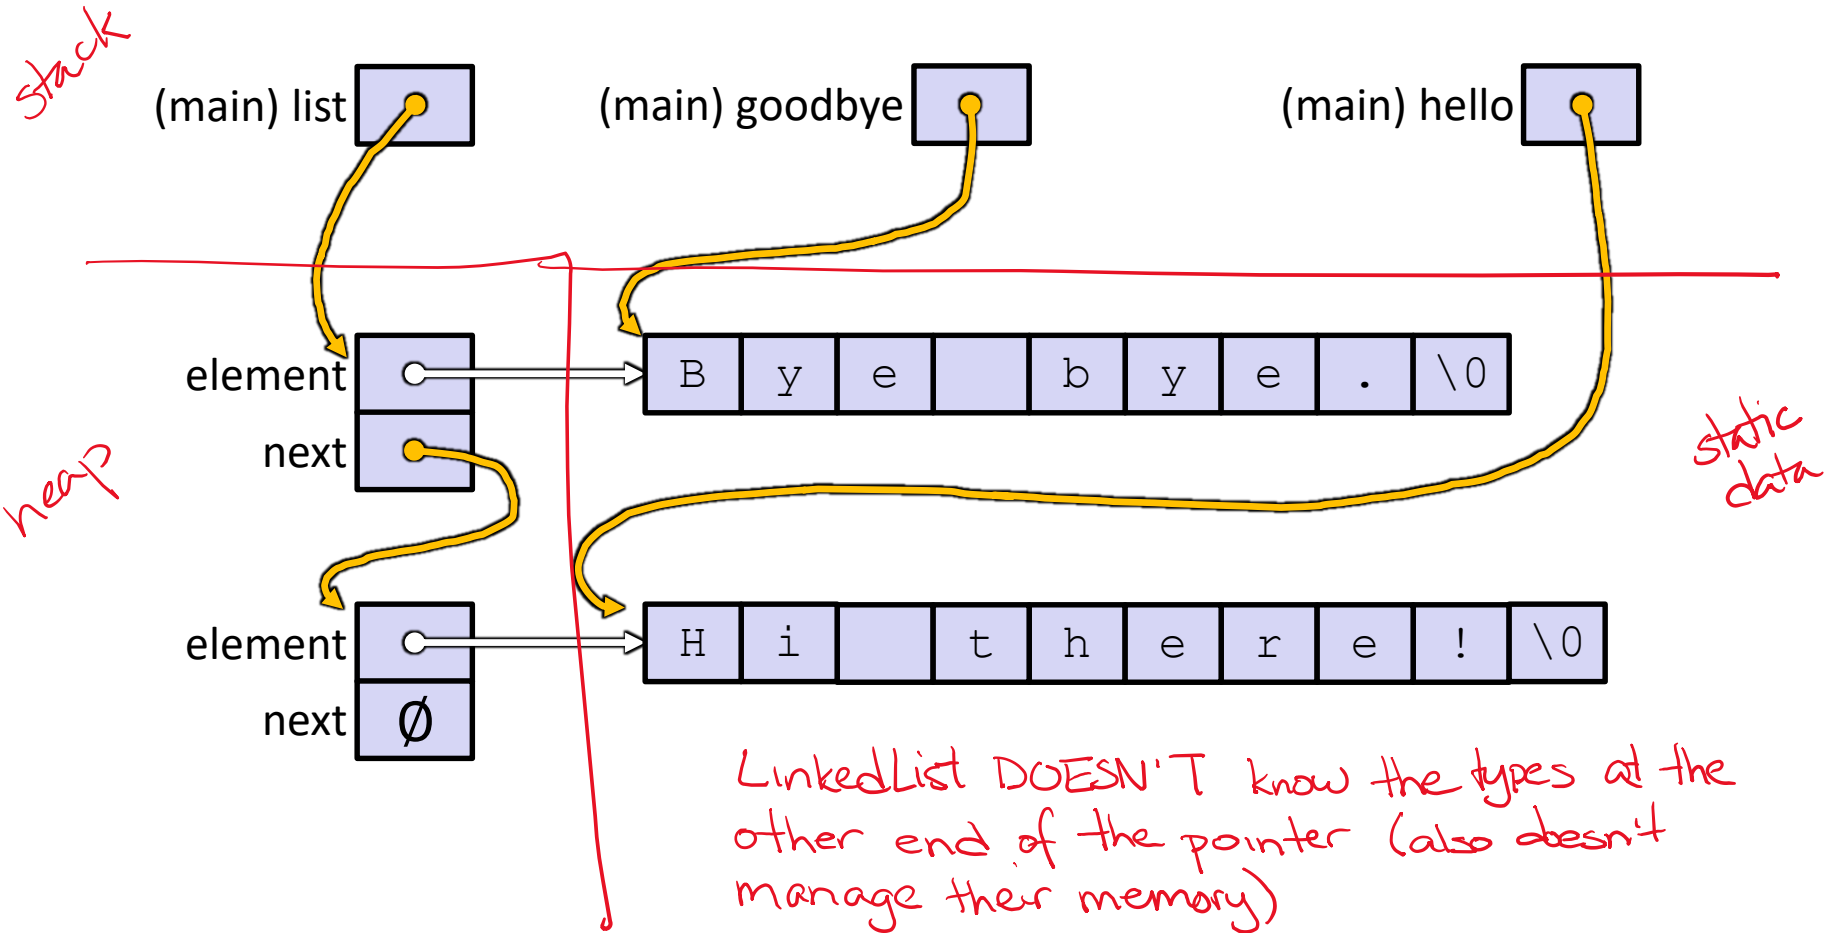 stack
(main) list (main) goodbye (main) hello
element B y e b y e . \0
next
heap
static
data
element H i t h e r e ! \0
next Ø
LinkedList DOESN'T know the types at the
other end of the pointer (also doesn't
manage their memory)